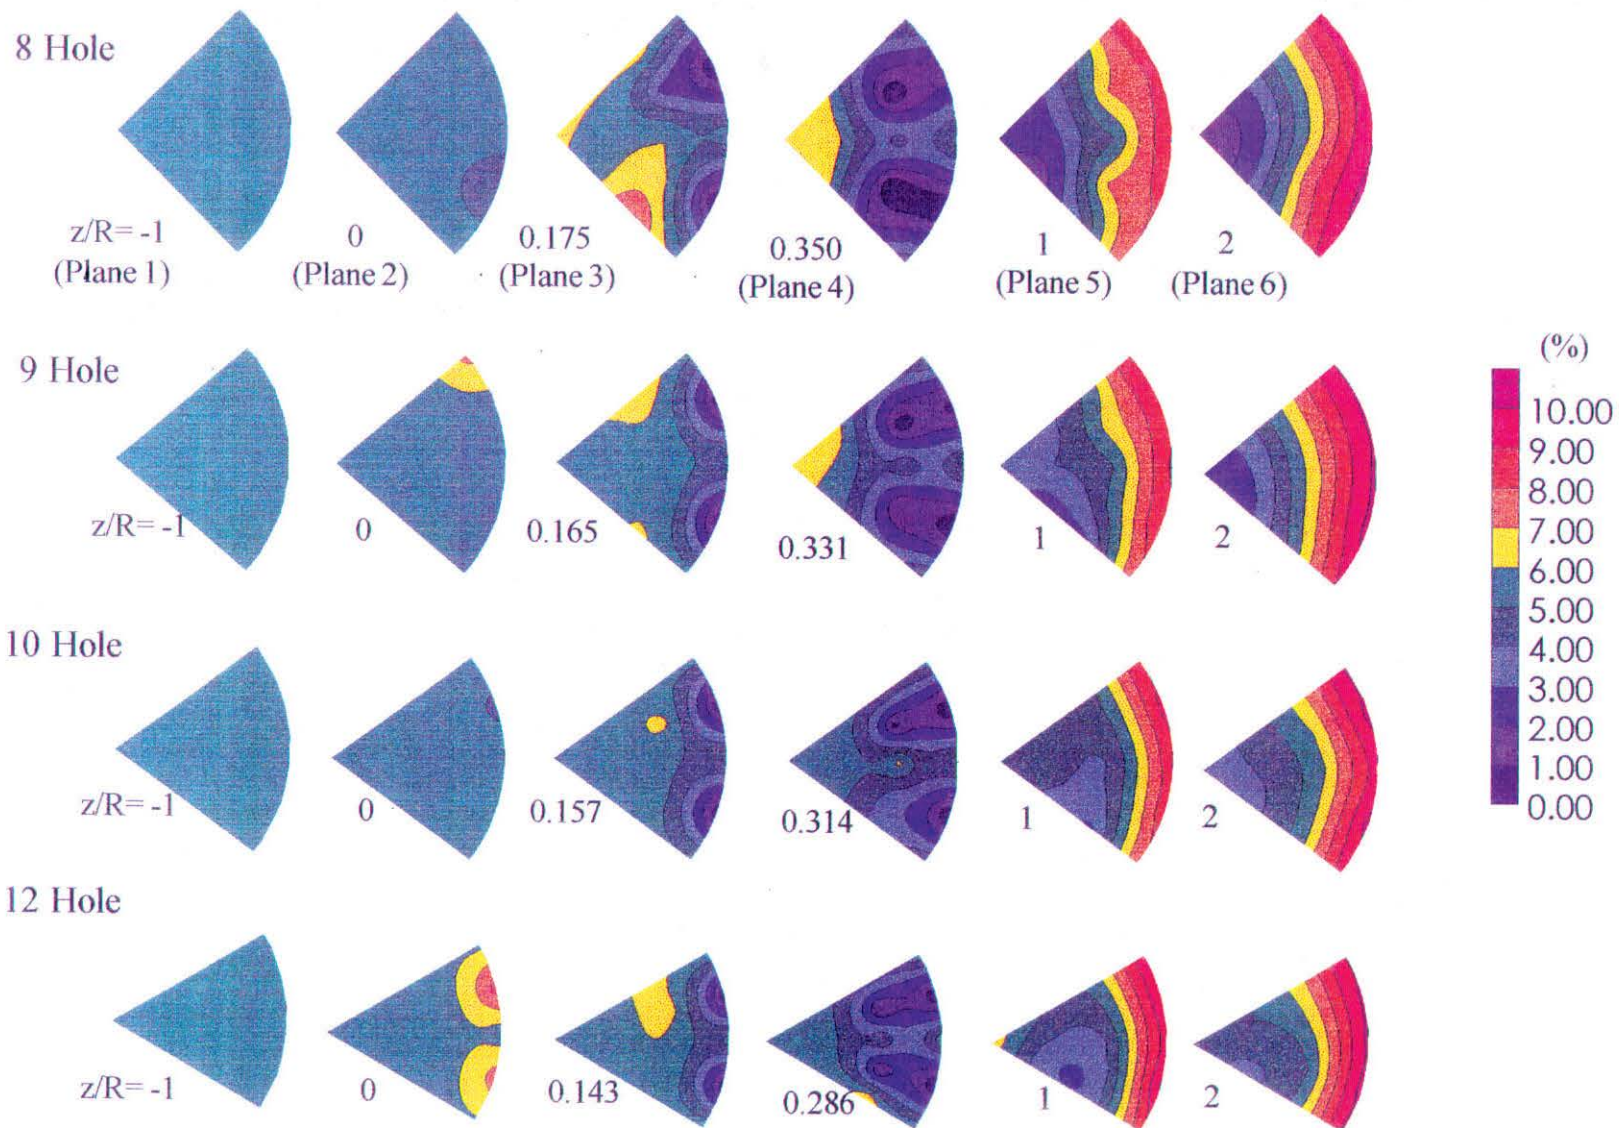 8 Hole
z/R= -1 0 0.175 0.350 1 2
(Plane 1) (Plane 2) (Plane 3) (Plane 4) (Plane 5) (Plane 6)
9 Hole
z/R= -1 0 0.165 0.331 1 2
10 Hole
z/R= -1 0 0.157 0.314 1 2
12 Hole
z/R= -1 0 0.143 0.286 1 2
(%)
10.00
9.00
8.00
7.00
6.00
5.00
4.00
3.00
2.00
1.00
0.00